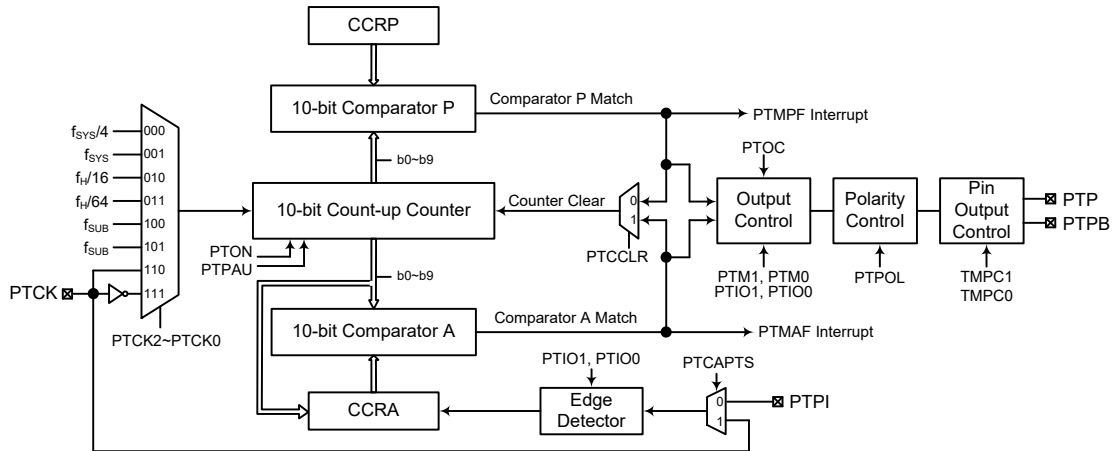 CCRP
10-bit Comparator P
Comparator P Match
PTMPF Interrupt
b0~b9
PTOC
fSYS/4
000
fSYS
001
fH/16
010
fH/64
011
fSUB
100
fSUB
101
110
111
PTCK
PTCK2~PTCK0
10-bit Count-up Counter
PTON
PTPAU
Counter Clear
0
1
PTCCLR
Output
Control
PTM1, PTM0
PTIO1, PTIO0
Polarity
Control
PTPOL
Pin
Output
Control
TMPC1
TMPC0
PTP
PTPB
b0~b9
10-bit Comparator A
Comparator A Match
PTMAF Interrupt
PTIO1, PTIO0
PTCAPTS
CCRA
Edge
Detector
0
1
PTPI